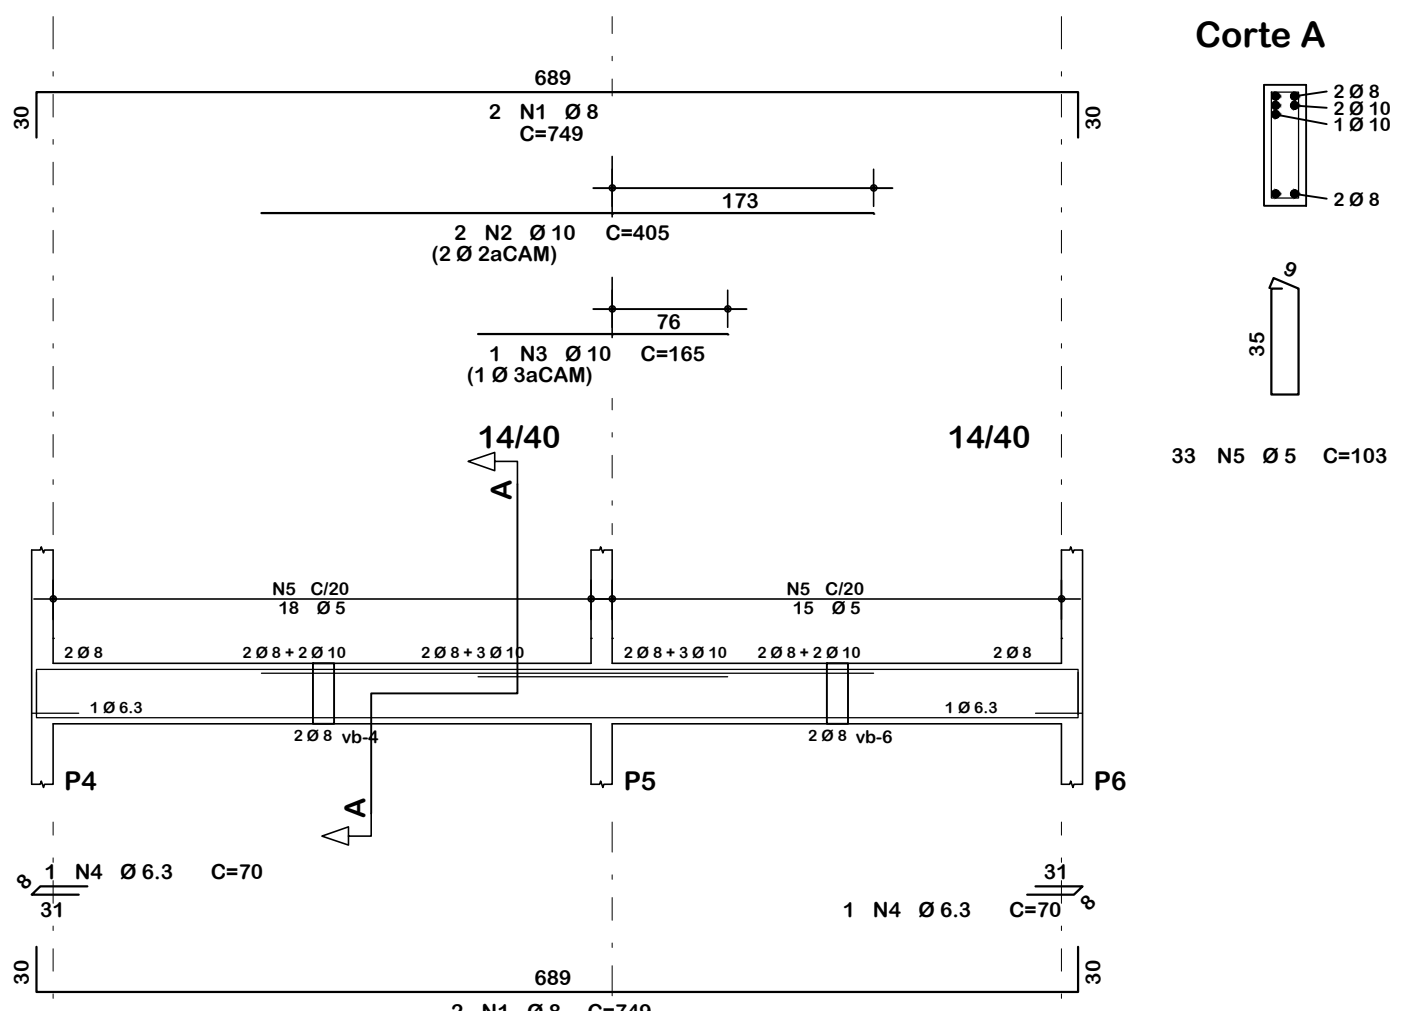 Corte A
689
30
2 N1 Ø 8
C=749
30
2 Ø 8
2 Ø 10
1 Ø 10
2 Ø 8
173
2 N2 Ø 10 C=405
(2 Ø 2aCAM)
76
1 N3 Ø 10 C=165
(1 Ø 3aCAM)
9
35
33 N5 Ø 5 C=103
14/40
14/40
A
N5 C/20
18 Ø 5
N5 C/20
15 Ø 5
2 Ø 8
2 Ø 8 + 2 Ø 10
2 Ø 8 + 3 Ø 10
2 Ø 8 + 3 Ø 10
2 Ø 8 + 2 Ø 10
2 Ø 8
1 Ø 6.3
1 Ø 6.3
2 Ø 8 vb-4
2 Ø 8 vb-6
P4
P5
P6
A
1 N4 Ø 6.3 C=70
8
31
31
1 N4 Ø 6.3 C=70
8
30
689
30
2 N1 Ø 8 C=749